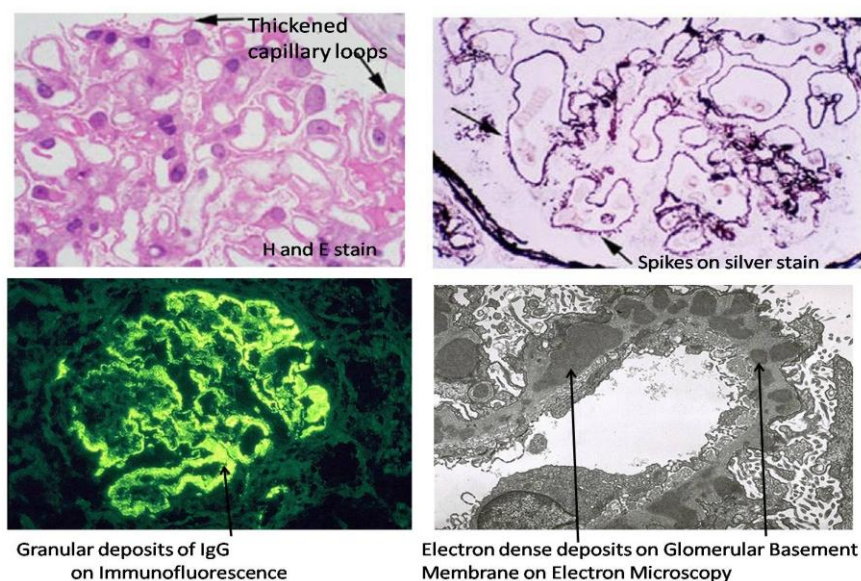 Thickened
capillary loops
H and E stain
Spikes on silver stain
Granular deposits of IgG
on Immunofluorescence
Electron dense deposits on Glomerular Basement
Membrane on Electron Microscopy